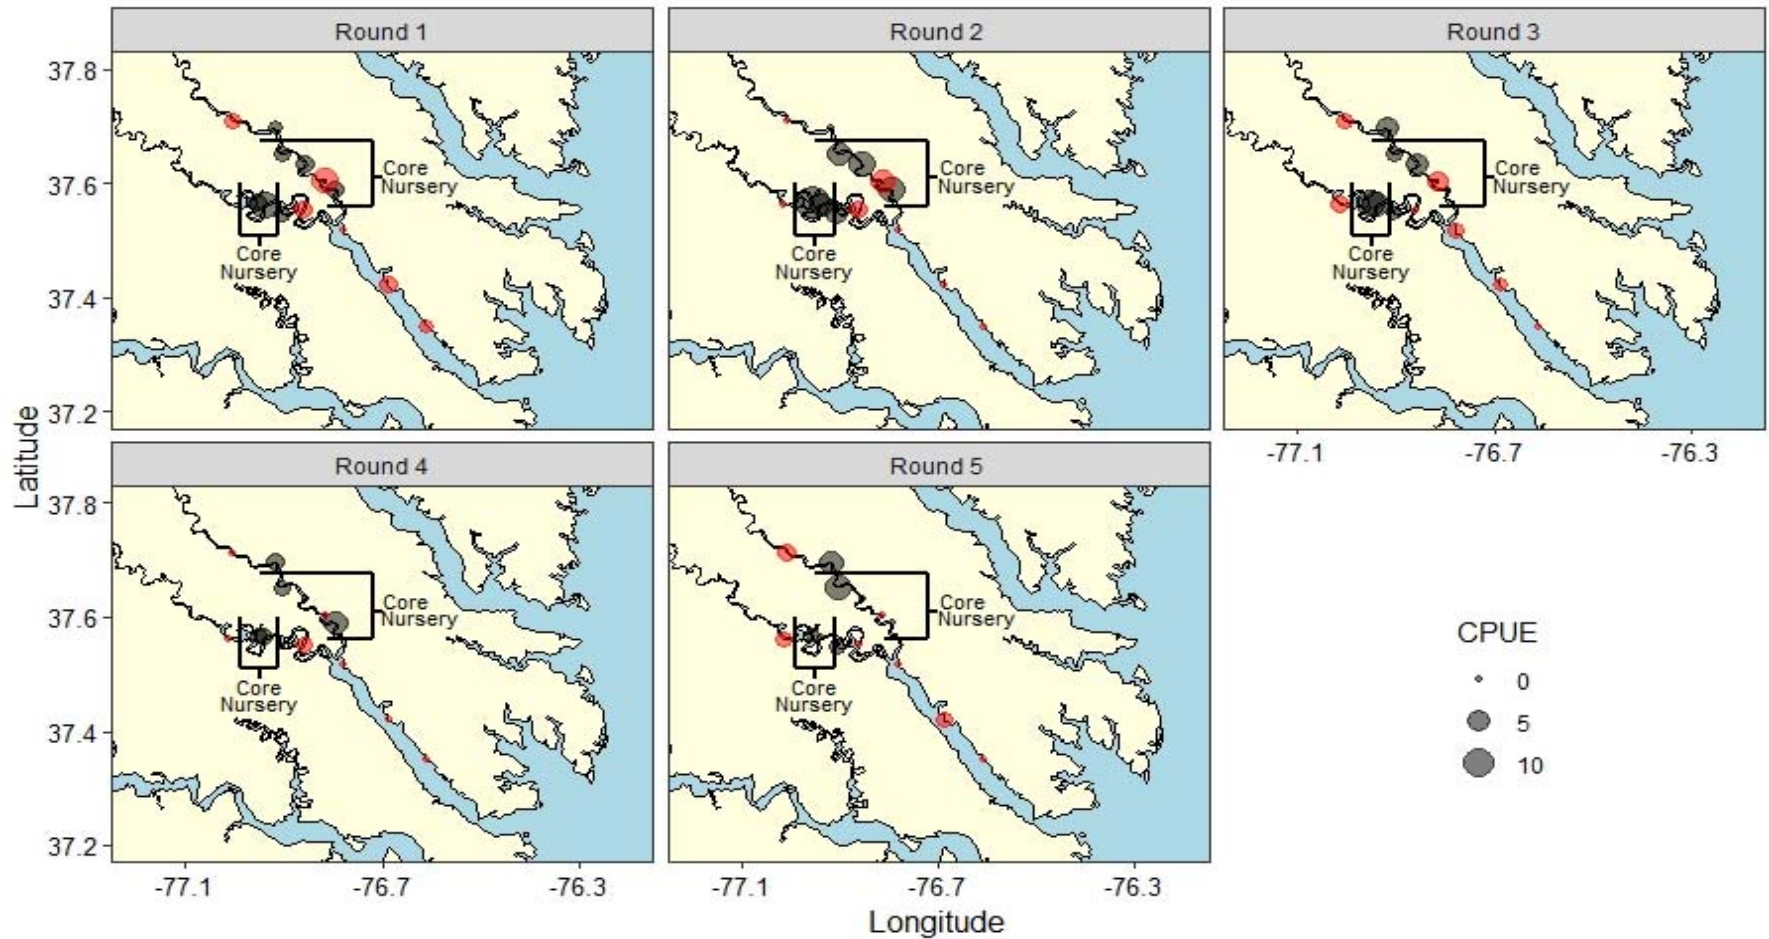 Round 1
Round 2
Round 3
37.8
37.6
37.4
37.2
Core
Nursery
Core
Nursery
Core
Nursery
Core
Nursery
Core
Nursery
Core
Nursery
-77.1
-76.7
-76.3
Latitude
Round 4
Round 5
37.8
37.6
37.4
37.2
Core
Nursery
Core
Nursery
Core
Nursery
Core
Nursery
-77.1
-76.7
-76.3
-77.1
-76.7
-76.3
Longitude
CPUE
0
5
10